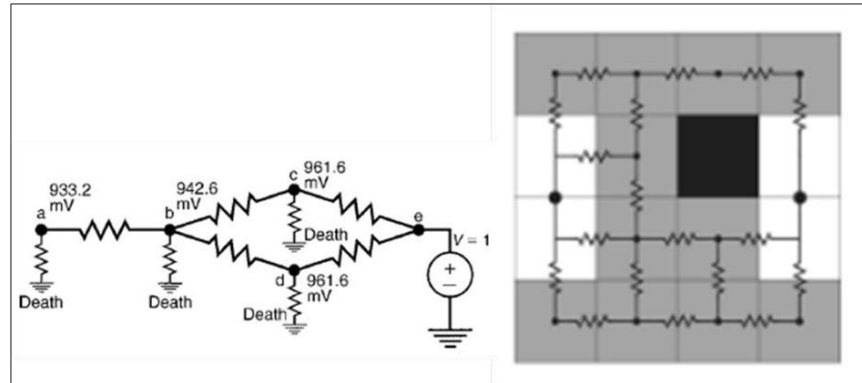 933.2
mV
a
942.6
mV
b
c
961.6
mV
e
V = 1
Death
d
961.6
mV
Death
Death
Death
+
−